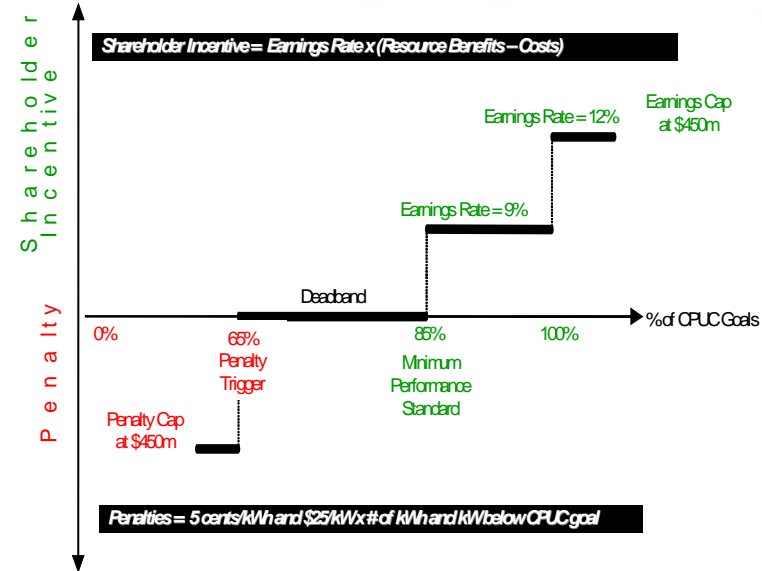 Shareholder
Incentive
Shareholder Incentive = Earnings Rate x (Resource Benefits – Costs)
Earnings Rate = 12%
Earnings Cap
at $450m
Earnings Rate = 9%
Deadband
% of CPUC Goals
0%
65%
Penalty
Trigger
85%
Minimum
Performance
Standard
100%
Penalty
Penalty Cap
at $450m
Penalties = 5 cents/kWh and $25/kW x # of kWh and kW below CPUC goal